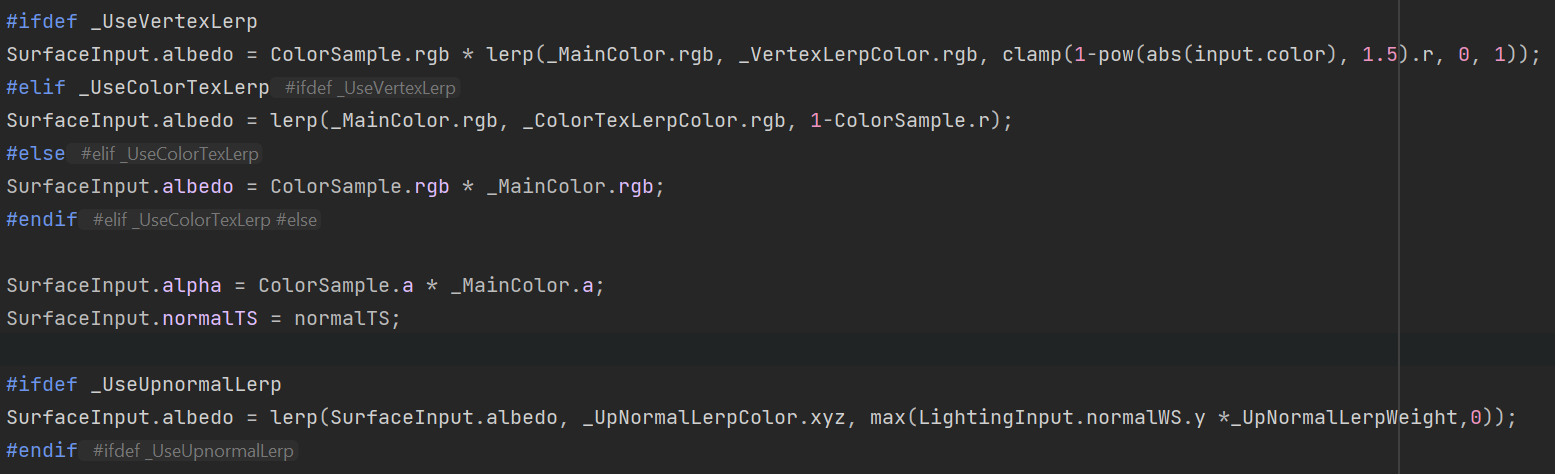 #ifdef _UseVertexLerp
SurfaceInput.albedo = ColorSample.rgb * lerp(_MainColor.rgb, _VertexLerpColor.rgb, clamp(1-pow(abs(input.color), 1.5).r, 0, 1));
#elif _UseColorTexLerp #ifdef _UseVertexLerp
SurfaceInput.albedo = lerp(_MainColor.rgb, _ColorTexLerpColor.rgb, 1-ColorSample.r);
#else #elif _UseColorTexLerp
SurfaceInput.albedo = ColorSample.rgb * _MainColor.rgb;
#endif #elif _UseColorTexLerp #else
SurfaceInput.alpha = ColorSample.a * _MainColor.a;
SurfaceInput.normalTS = normalTS;
#ifdef _UseUpnormalLerp
SurfaceInput.albedo = lerp(SurfaceInput.albedo, _UpNormalLerpColor.xyz, max(LightingInput.normalWS.y *_UpNormalLerpWeight,0));
#endif #ifdef _UseUpnormalLerp